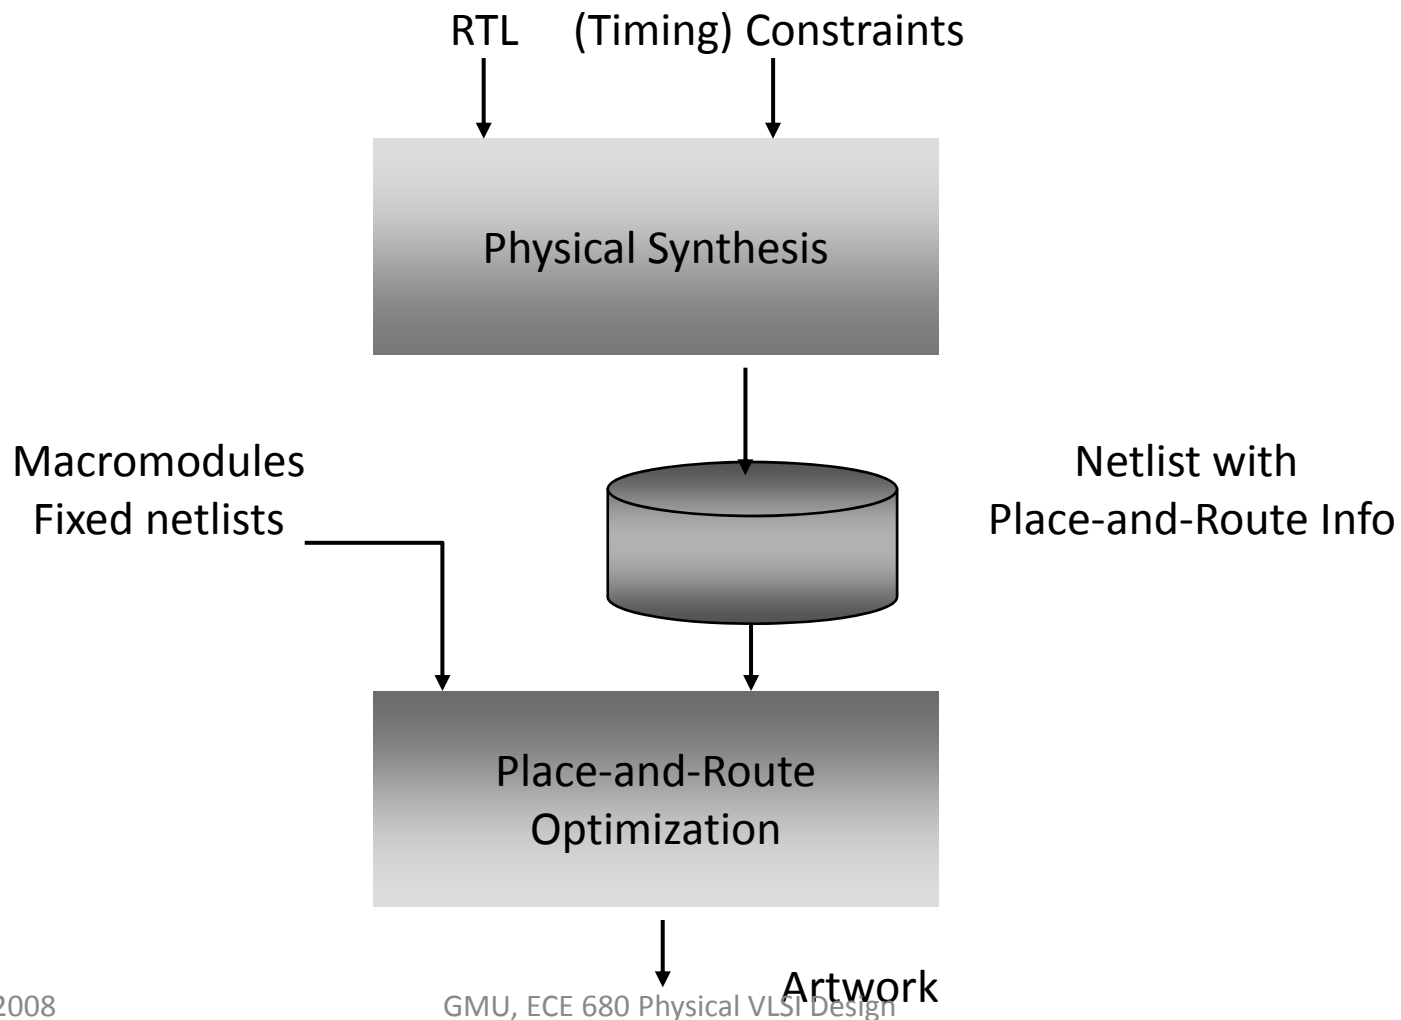 RTL (Timing) Constraints
Physical Synthesis
Macromodules
Fixed netlists
Netlist with
Place-and-Route Info
Place-and-Route
Optimization
Artwork
2008
GMU, ECE 680 Physical VLSI Design